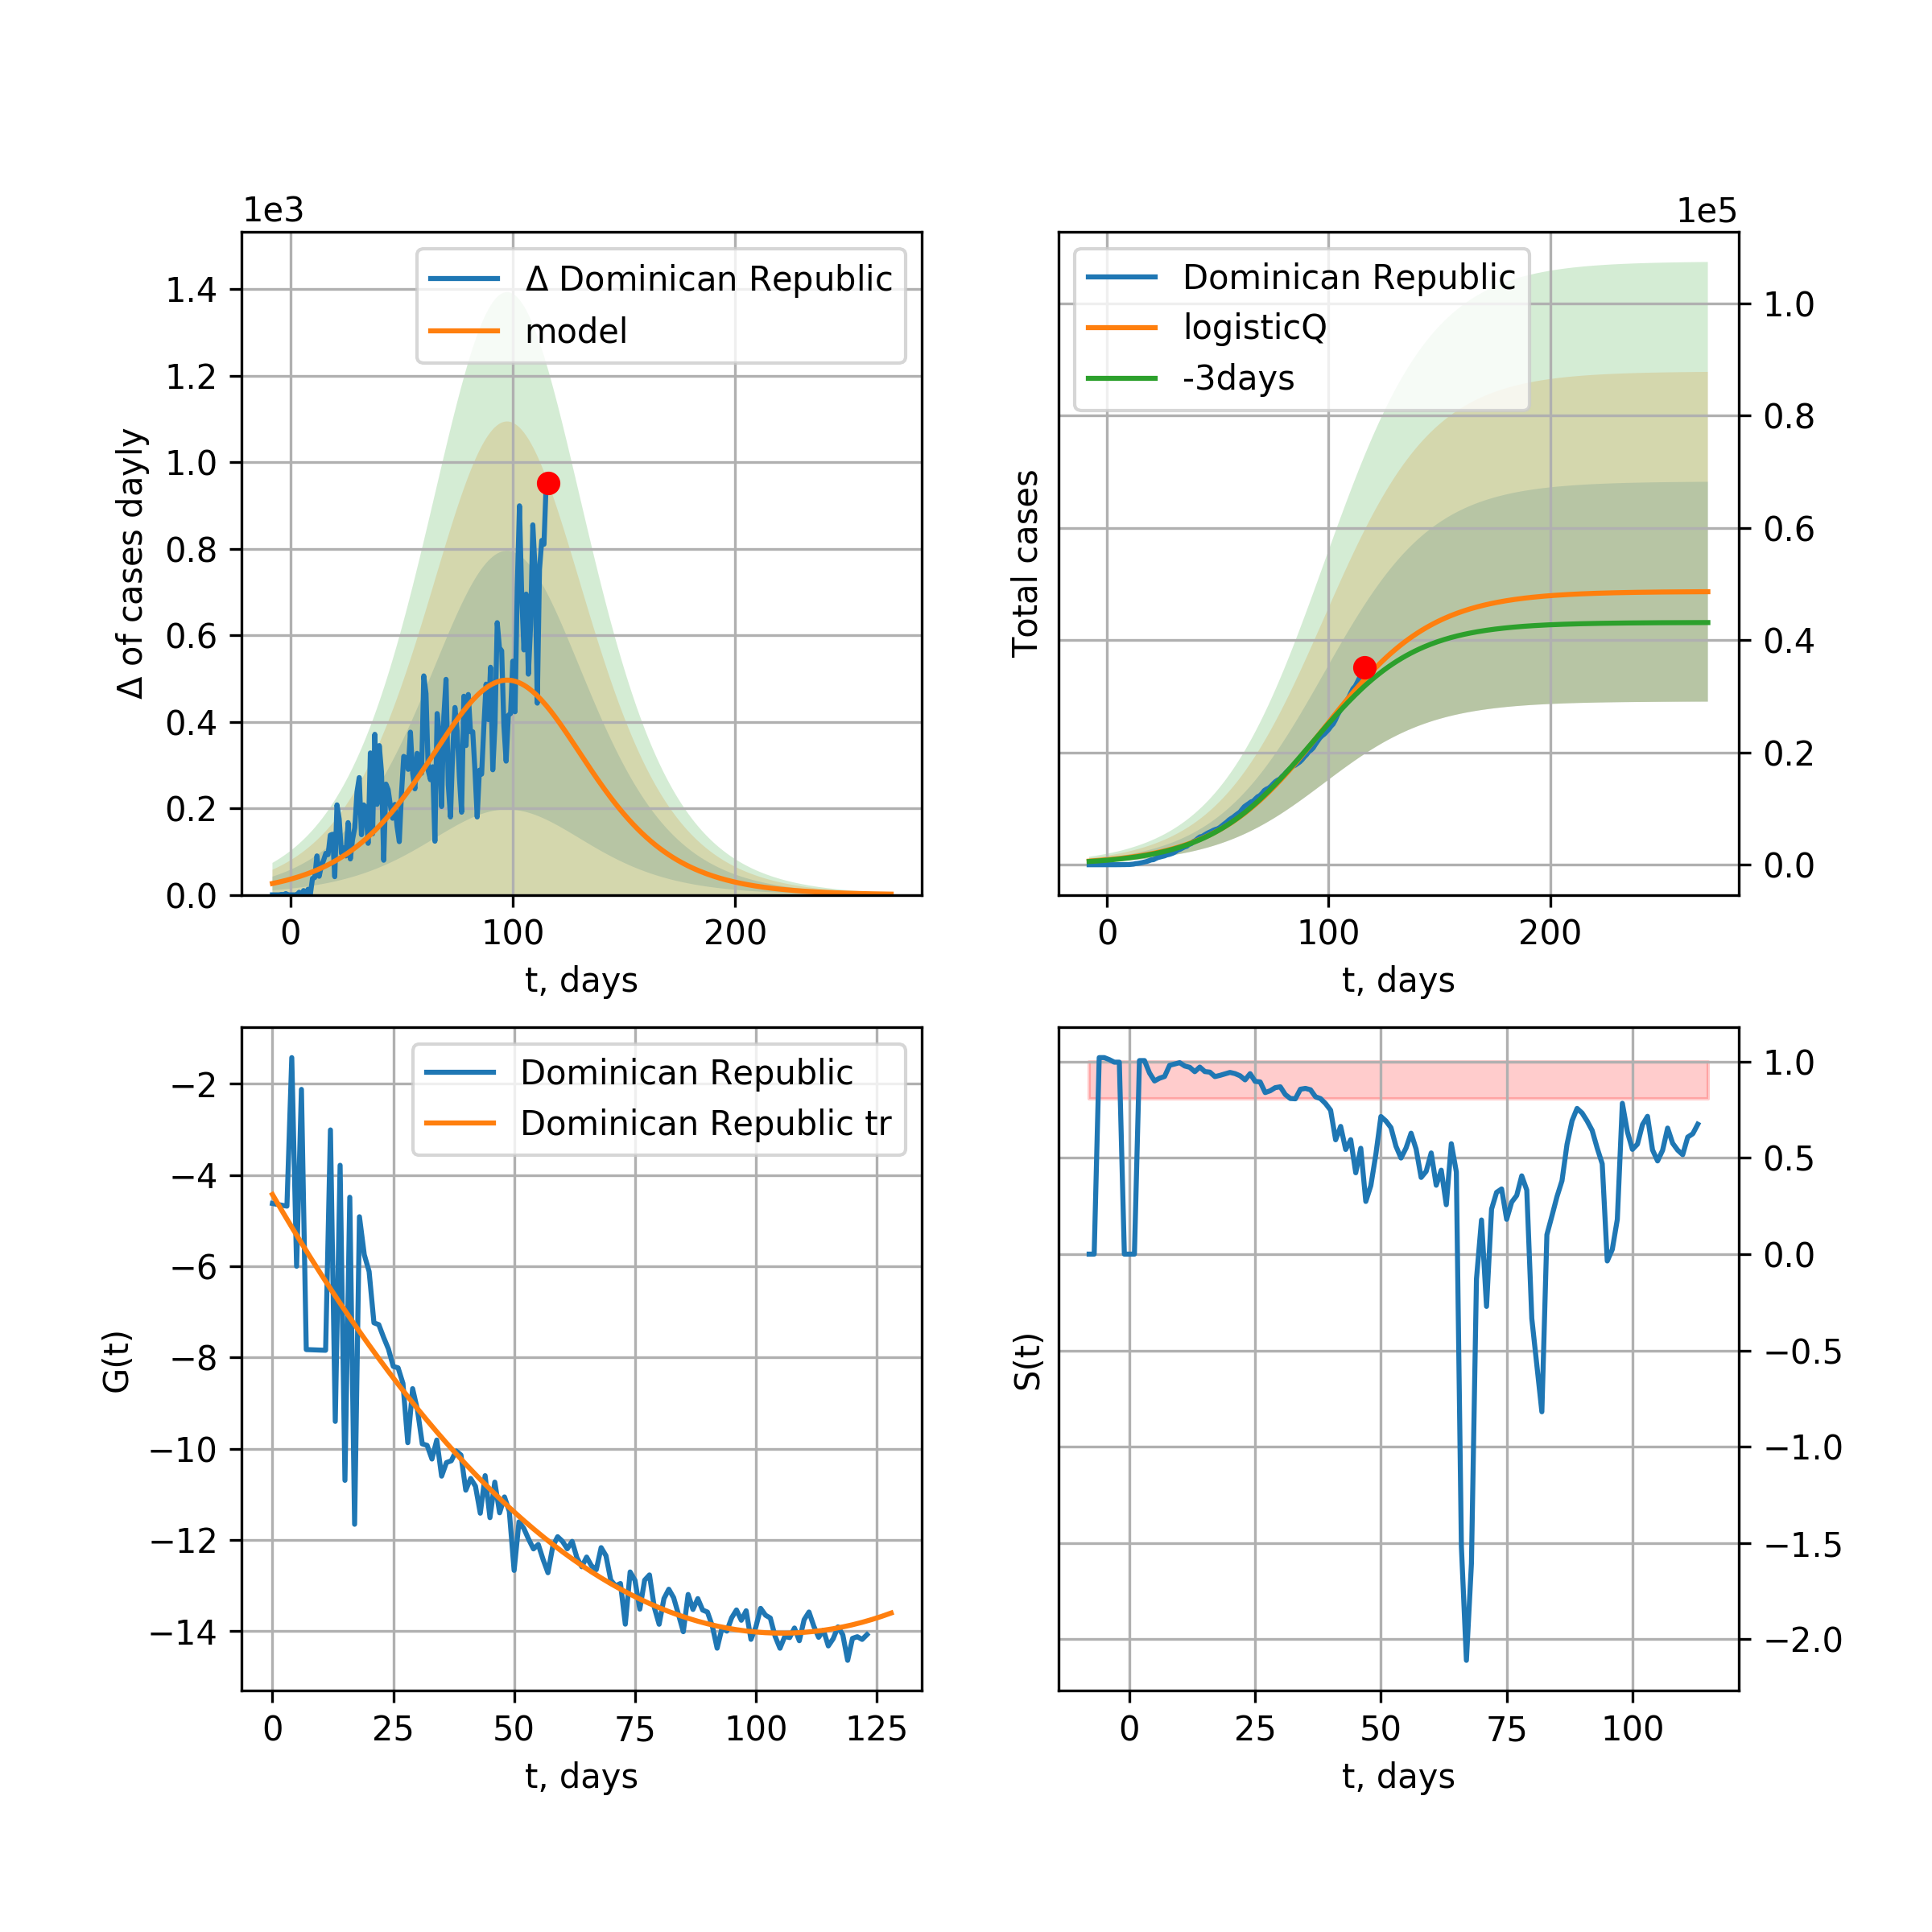 1e3
Δ Dominican Republic
model
1.4
1.2
1.0
0.8
0.6
0.4
0.2
0.0
Δ of cases dayly
0 100 200
t, days
1e5
Dominican Republic
logisticQ
-3days
1.0
0.8
0.6
0.4
0.2
0.0
Total cases
0 100 200
t, days
Dominican Republic
Dominican Republic tr
−2
−4
−6
−8
−10
−12
−14
G(t)
0 25 50 75 100 125
t, days
1.0
0.5
0.0
−0.5
−1.0
−1.5
−2.0
S(t)
0 25 50 75 100
t, days